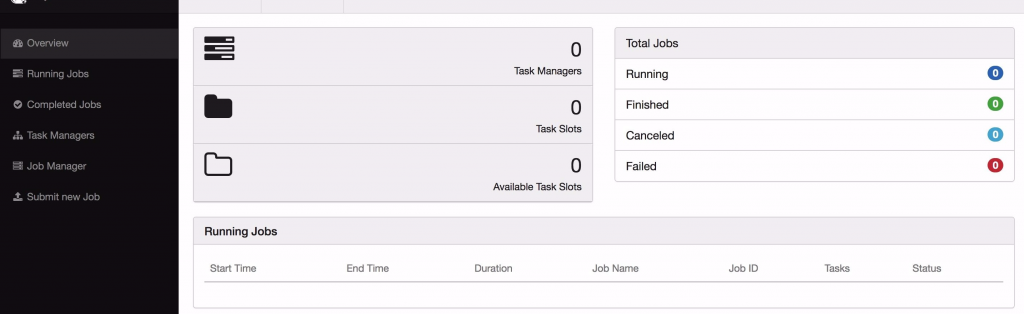 Overview
Running Jobs
Completed Jobs
Task Managers
Job Manager
Submit new Job
0
Task Managers
0
Task Slots
0
Available Task Slots
Total Jobs
Running 0
Finished 0
Canceled 0
Failed 0
Running Jobs
Start Time End Time Duration Job Name Job ID Tasks Status